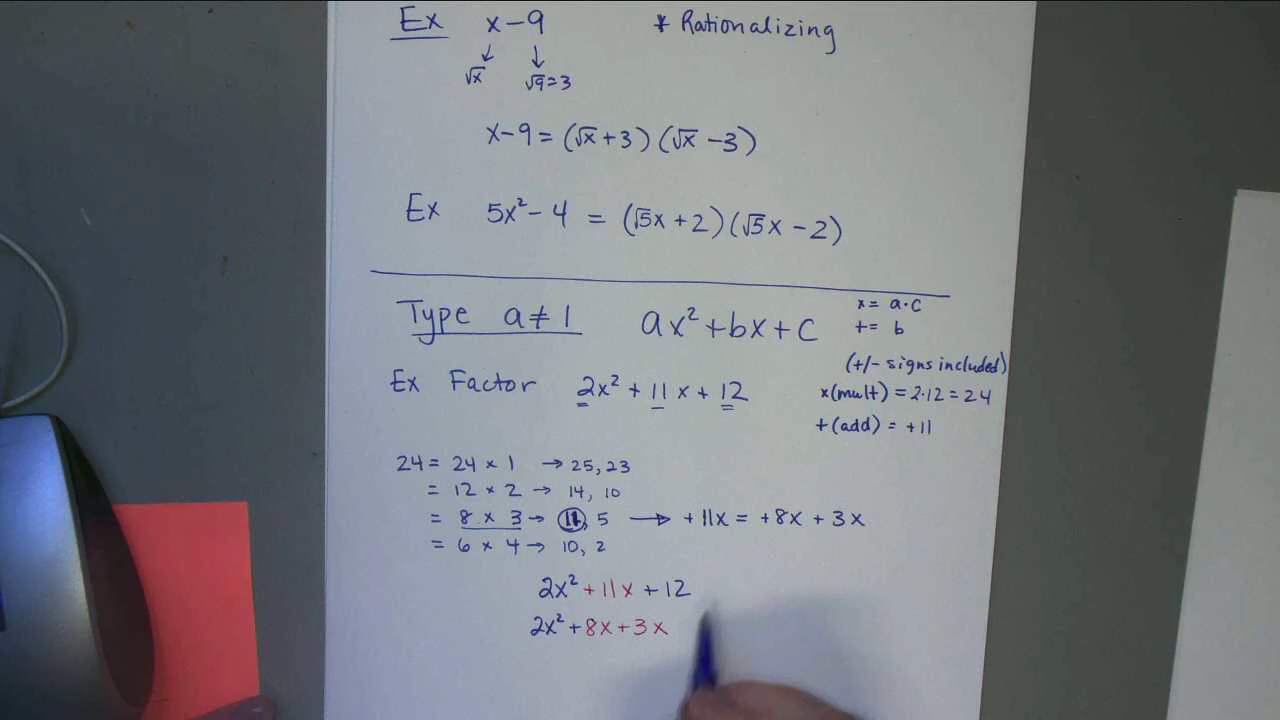 Ex x-9 * Rationalizing
↓ ↓
√x √9=3
x-9 = (√x+3)(√x-3)
Ex 5x²-4 = (√5x+2)(√5x-2)
Type a≠1 ax²+bx+c
x = a·c
+= b
(+/- signs included)
Ex Factor 2x² + 11x + 12
x(mult) = 2·12 = 24
+(add) = +11
24 = 24 × 1 → 25, 23
= 12 × 2 → 14, 10
= 8 × 3 → 11, 5 → +11x = +8x + 3x
= 6 × 4 → 10, 2
2x² + 11x + 12
2x² + 8x + 3x